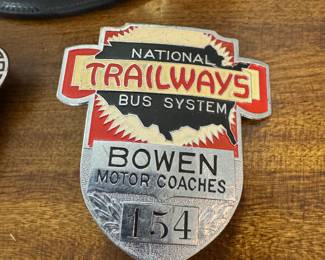 NATIONAL
TRAILWAYS
BUS SYSTEM
BOWEN
MOTOR COACHES
154